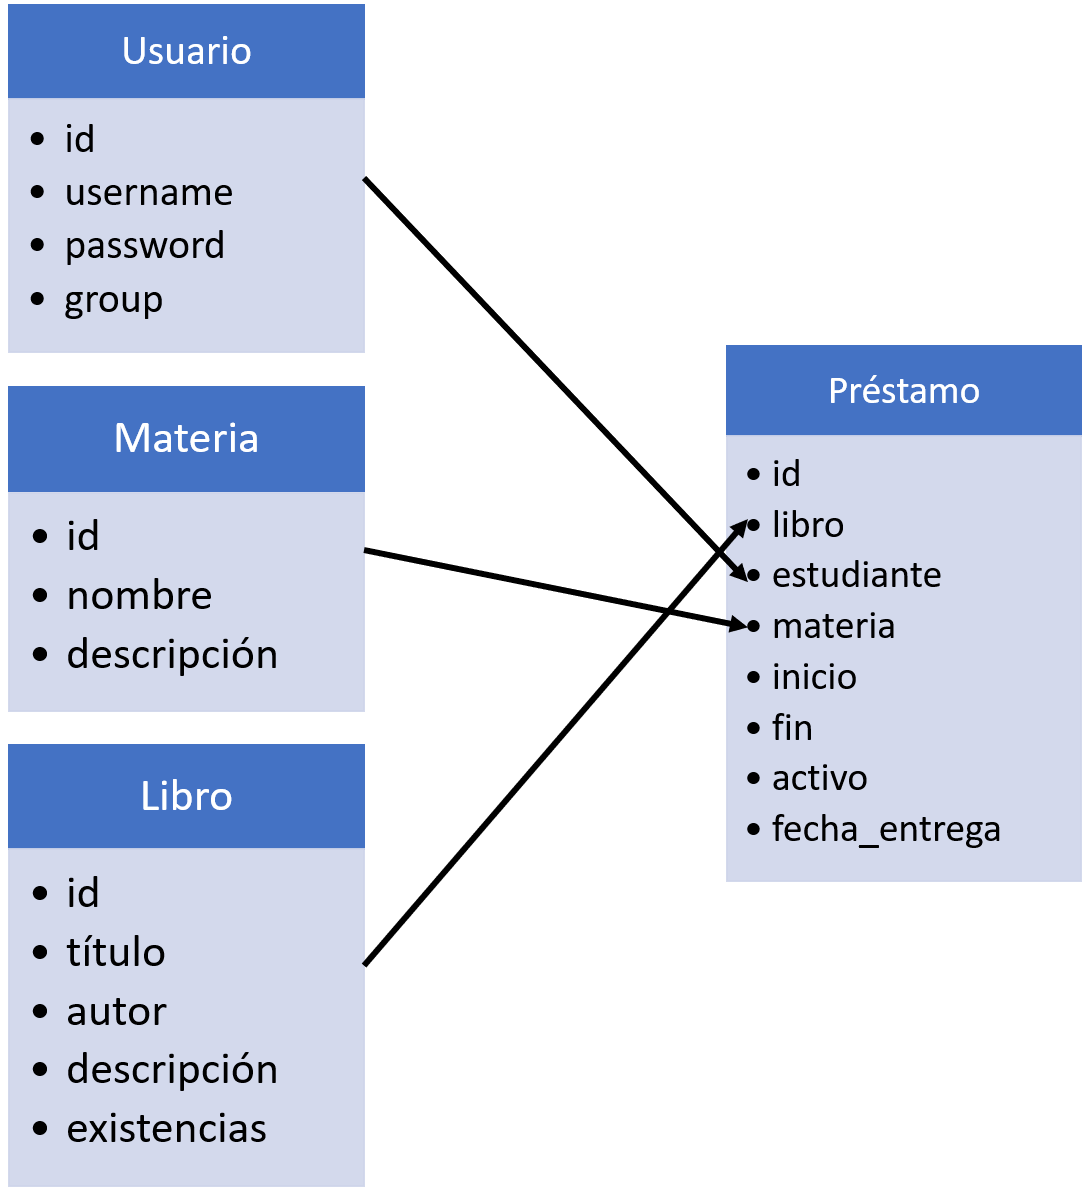 Usuario
• id
• username
• password
• group
Materia
• id
• nombre
• descripción
Libro
• id
• título
• autor
• descripción
• existencias
Préstamo
• id
• libro
• estudiante
• materia
• inicio
• fin
• activo
• fecha_entrega